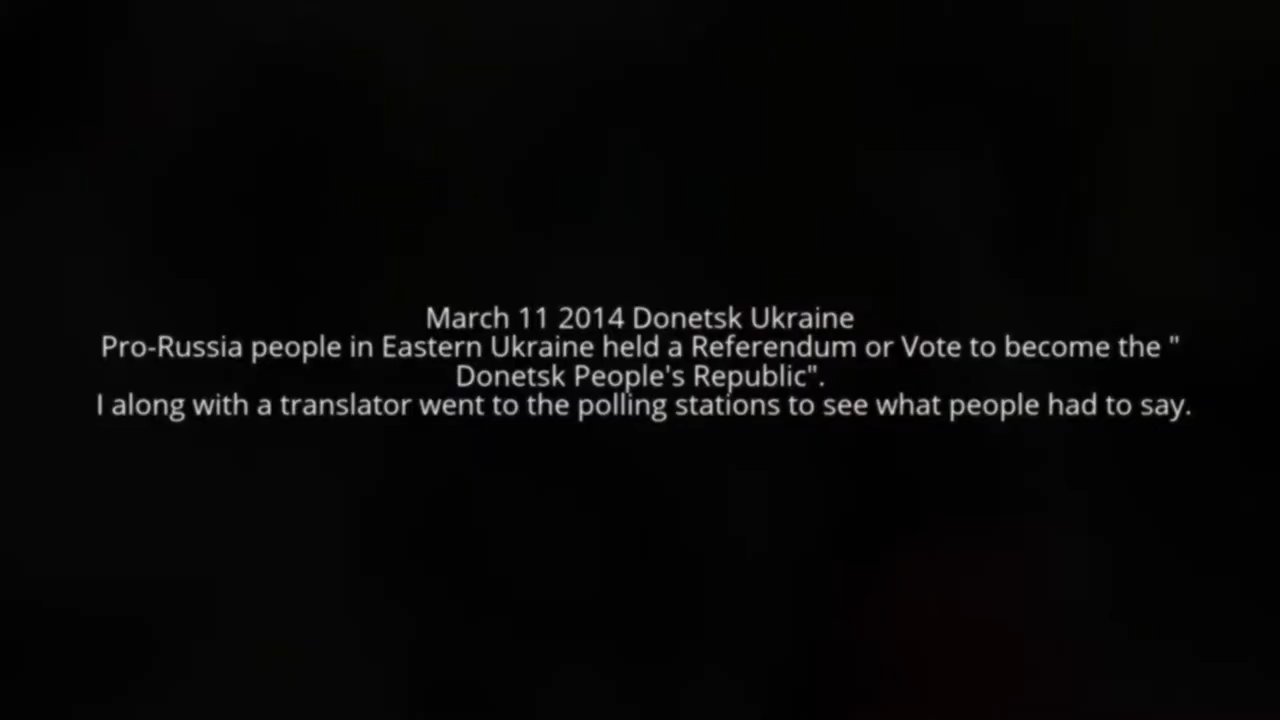 March 11 2014 Donetsk Ukraine
Pro-Russia people in Eastern Ukraine held a Referendum or Vote to become the "
Donetsk People's Republic".
I along with a translator went to the polling stations to see what people had to say.